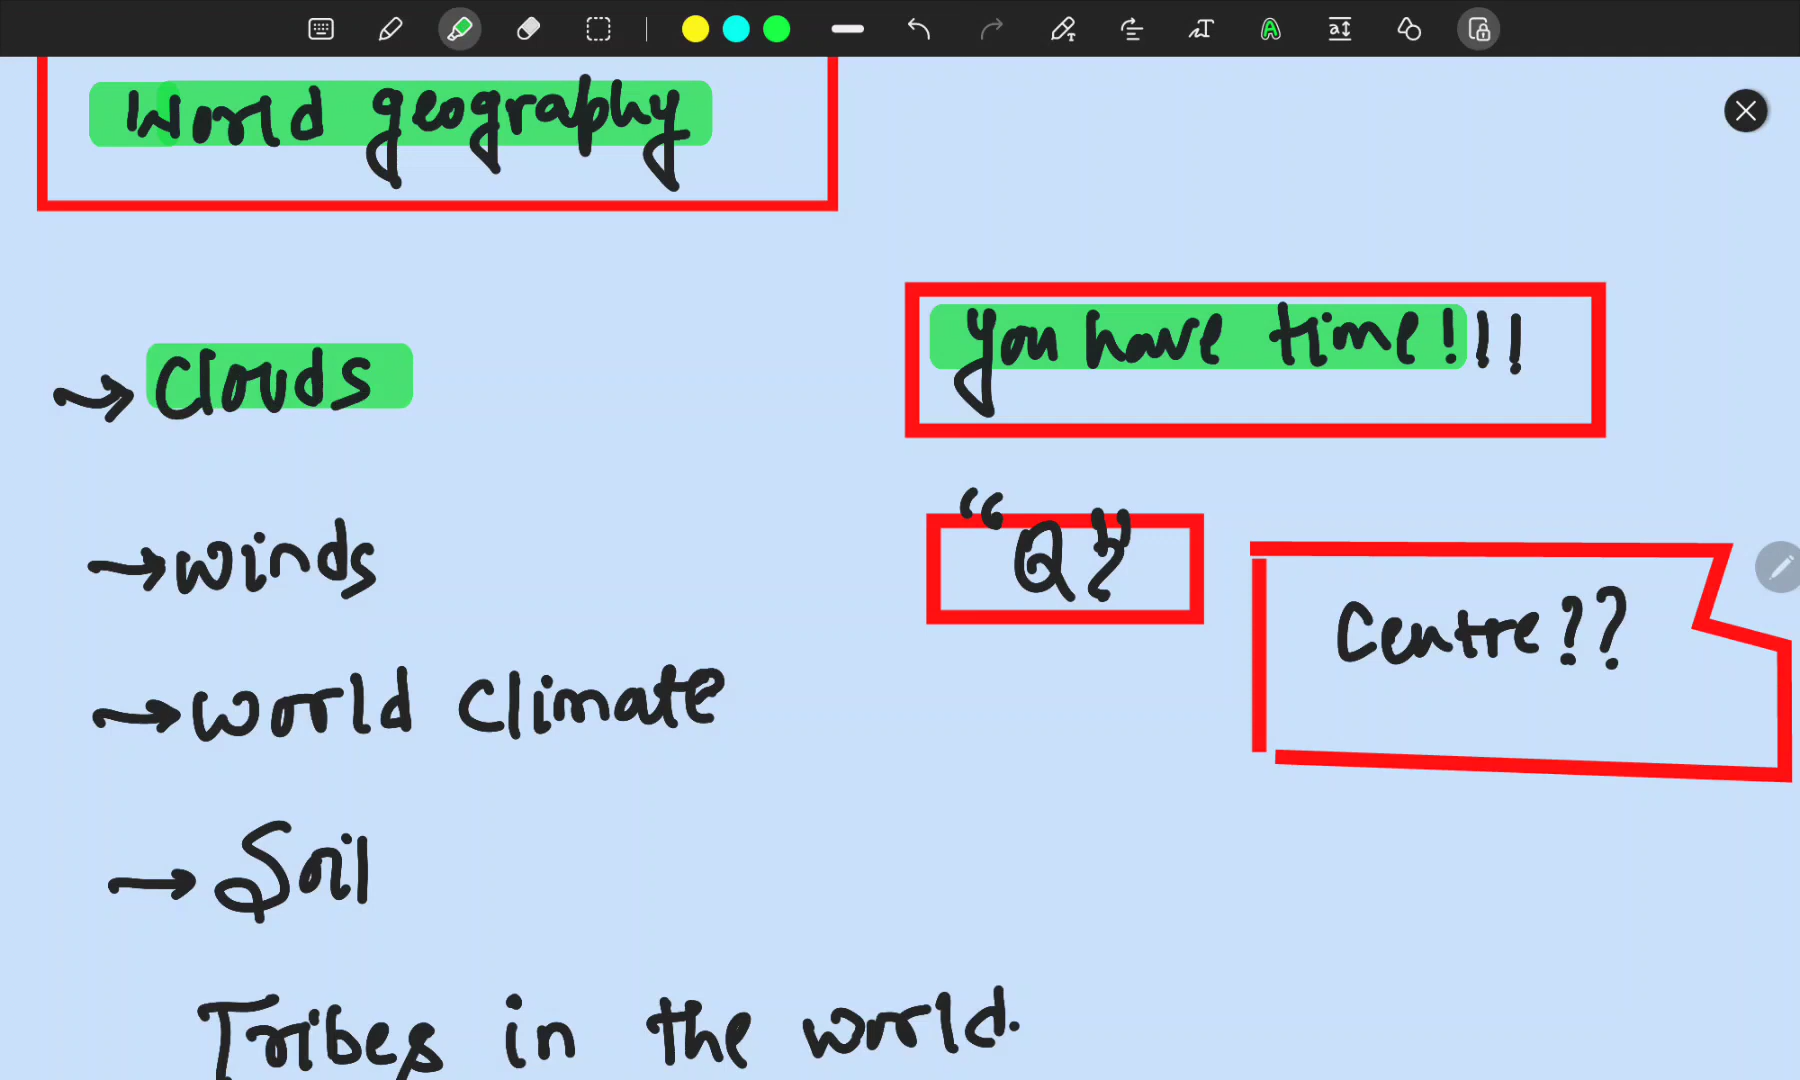 World geography
→ Clouds
you have time!!!
→ winds
"Q?"
Centre??
→ World Climate
→ Soil
Tribes in the world.